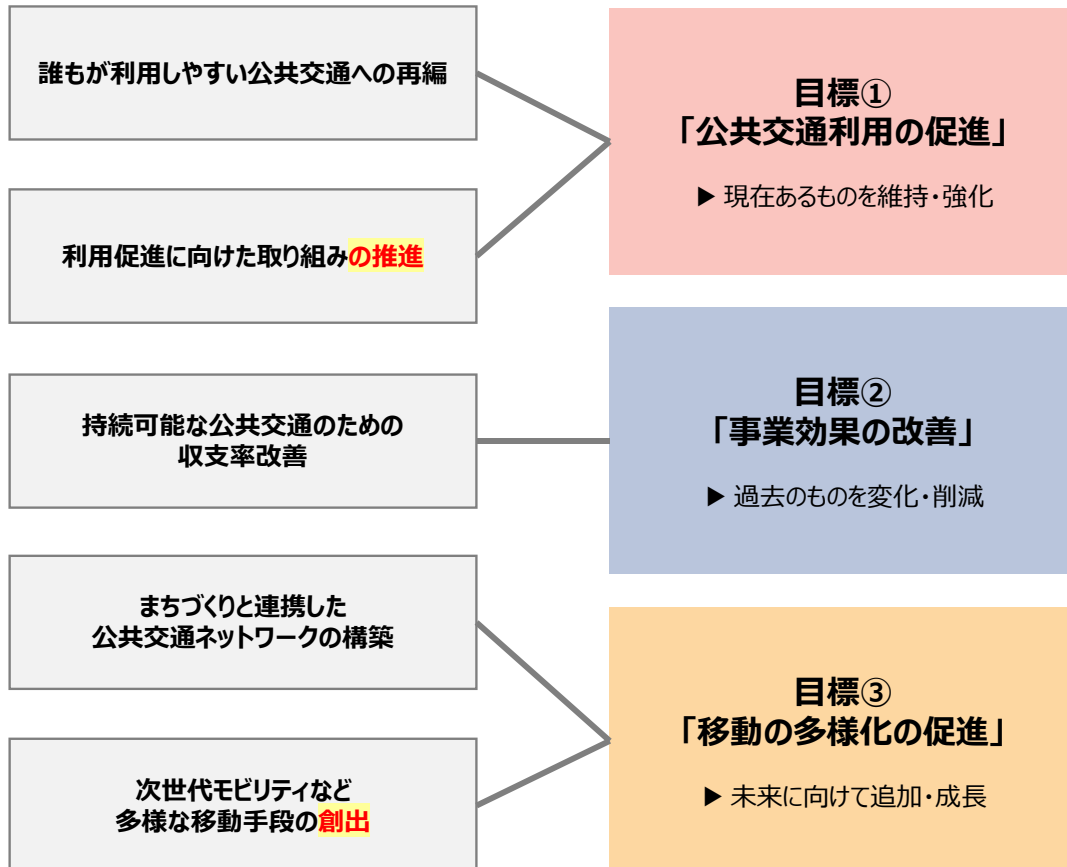 誰もが利用しやすい公共交通への再編
目標①
「公共交通利用の促進」
▶ 現在あるものを維持・強化
利用促進に向けた取り組みの推進
持続可能な公共交通のための
収支率改善
目標②
「事業効果の改善」
▶ 過去のものを変化・削減
まちづくりと連携した
公共交通ネットワークの構築
目標③
「移動の多様化の促進」
▶ 未来に向けて追加・成長
次世代モビリティなど
多様な移動手段の創出